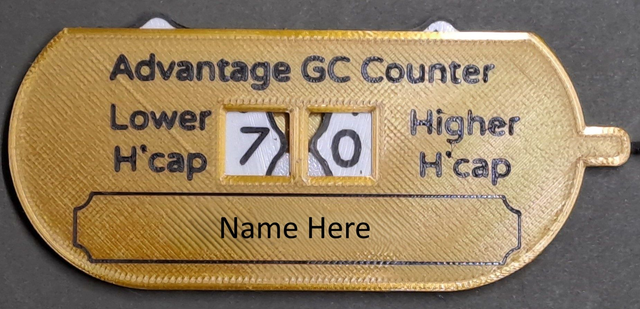 Advantage GC Counter
Lower 7 0 Higher
H'cap H'cap
Name Here